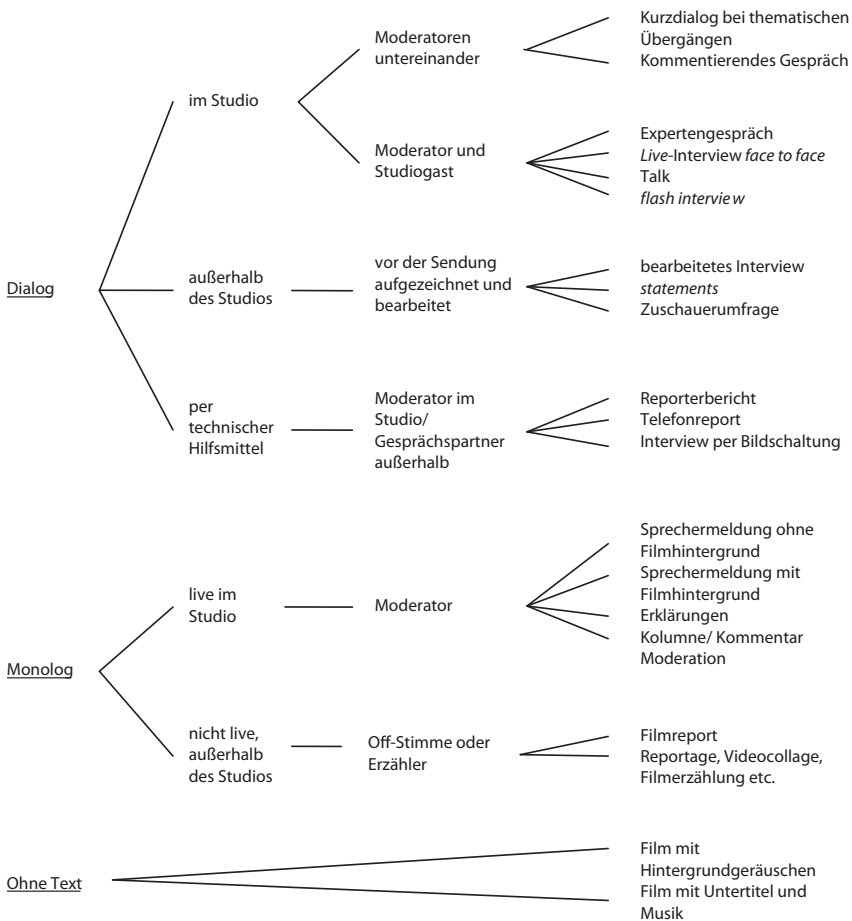 Dialog
im Studio
Moderatoren
untereinander
Kurzdialog bei thematischen
Übergängen
Kommentierendes Gespräch
Moderator und
Studiogast
Expertengespräch
Live-Interview face to face
Talk
flash interview
außerhalb
des Studios
vor der Sendung
aufgezeichnet und
bearbeitet
bearbeitetes Interview
statements
Zuschauerumfrage
per
technischer
Hilfsmittel
Moderator im
Studio/
Gesprächspartner
außerhalb
Reporterbericht
Telefonreport
Interview per Bildschaltung
Monolog
live im
Studio
Moderator
Sprechermeldung ohne
Filmhintergrund
Sprechermeldung mit
Filmhintergrund
Erklärungen
Kolumne/ Kommentar
Moderation
nicht live,
außerhalb
des Studios
Off-Stimme oder
Erzähler
Filmreport
Reportage, Videocollage,
Filmerzählung etc.
Ohne Text
Film mit
Hintergrundgeräuschen
Film mit Untertitel und
Musik